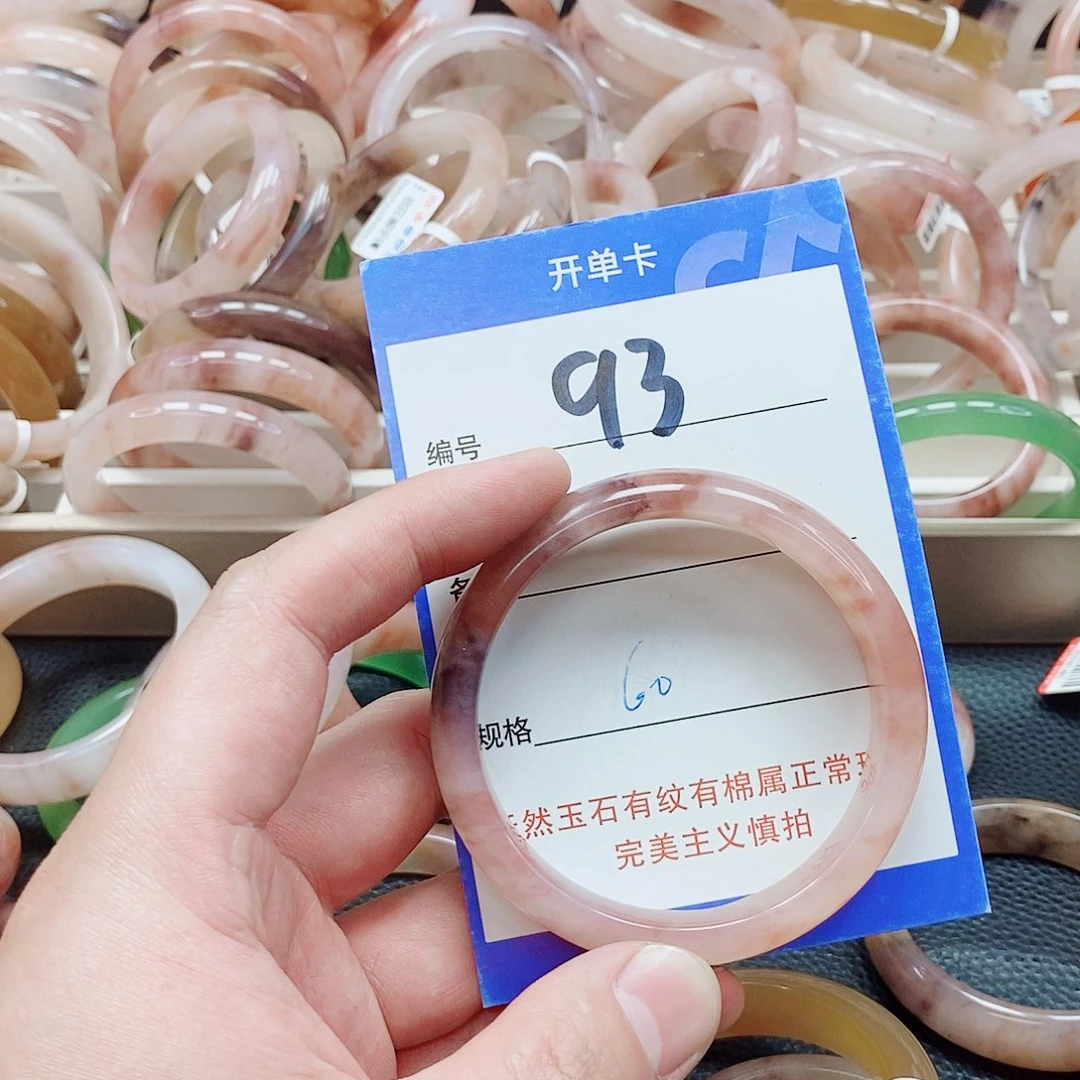 开单卡
编号 93
规格 60
然玉石有纹有棉属正常
完美主义慎拍